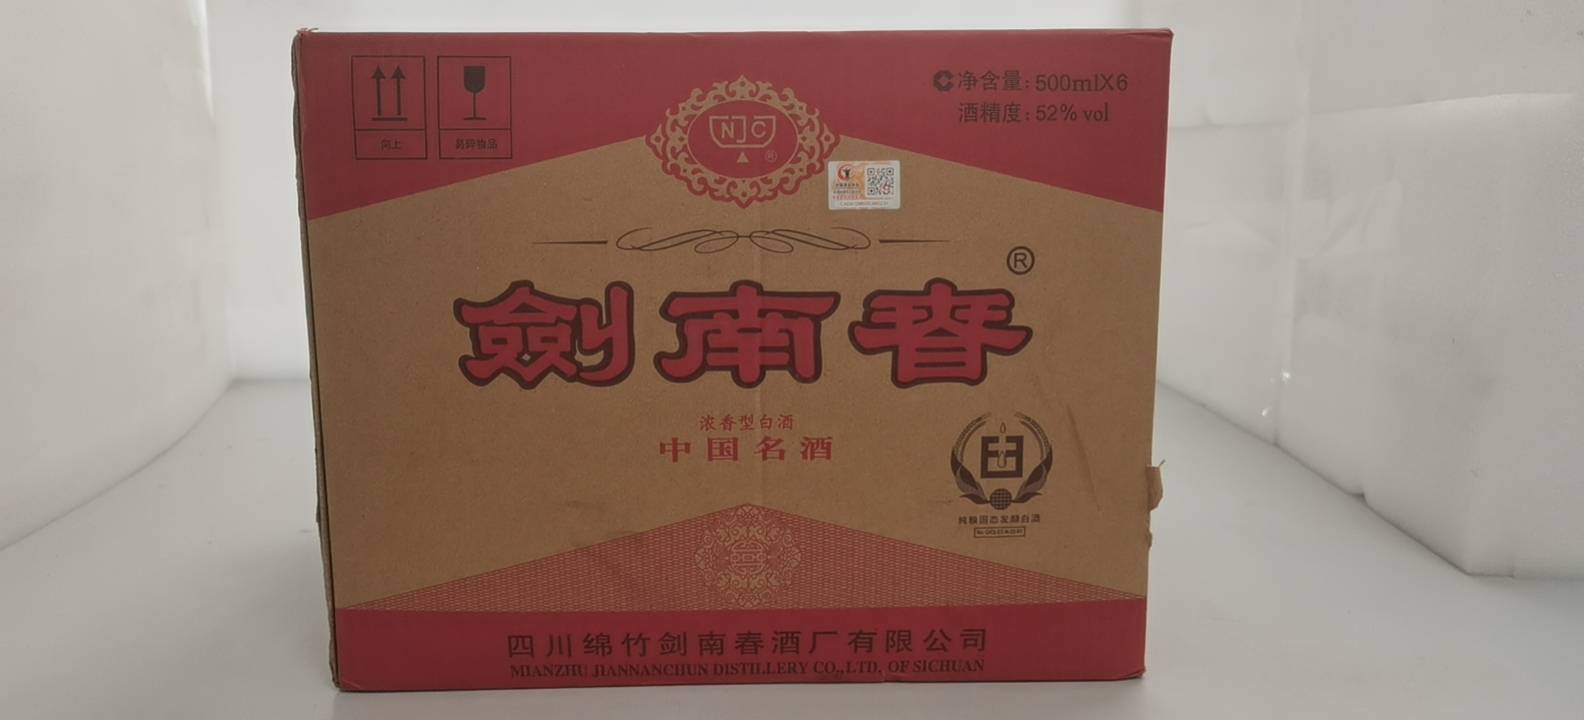 向上
易碎物品
NJC
®
净含量: 500mlX6
酒精度: 52% vol
®
劍南春
浓香型白酒
中国名酒
纯粮固态发酵白酒
四川绵竹剑南春酒厂有限公司
MIANZHU JIANNANCHUN DISTILLERY CO.,LTD. OF SICHUAN